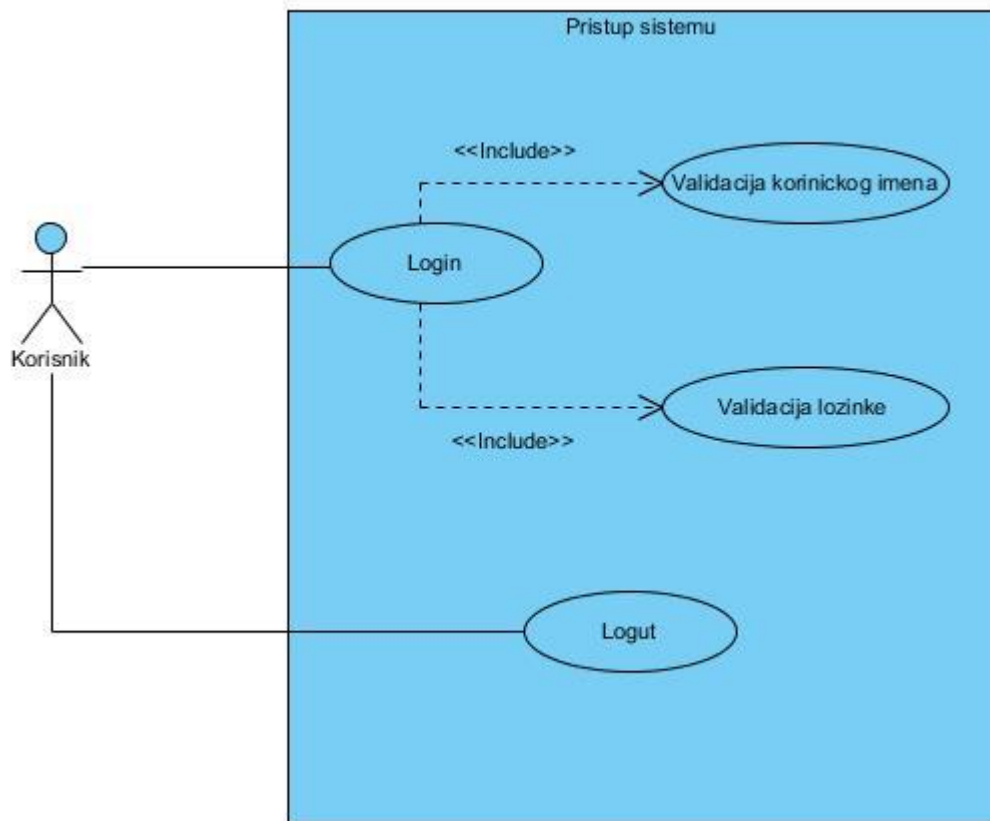 Pristup sistemu
<<Include>>
Validacija korinickog imena
Login
Korisnik
Validacija lozinke
<<Include>>
Logut